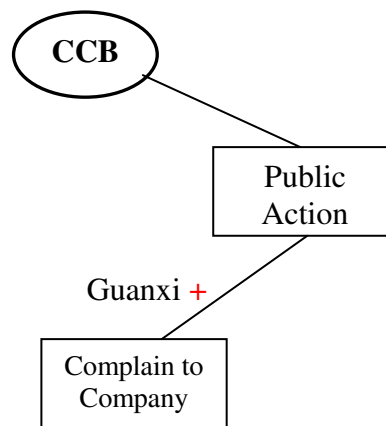 CCB
Public
Action
Guanxi +
Complain to
Company